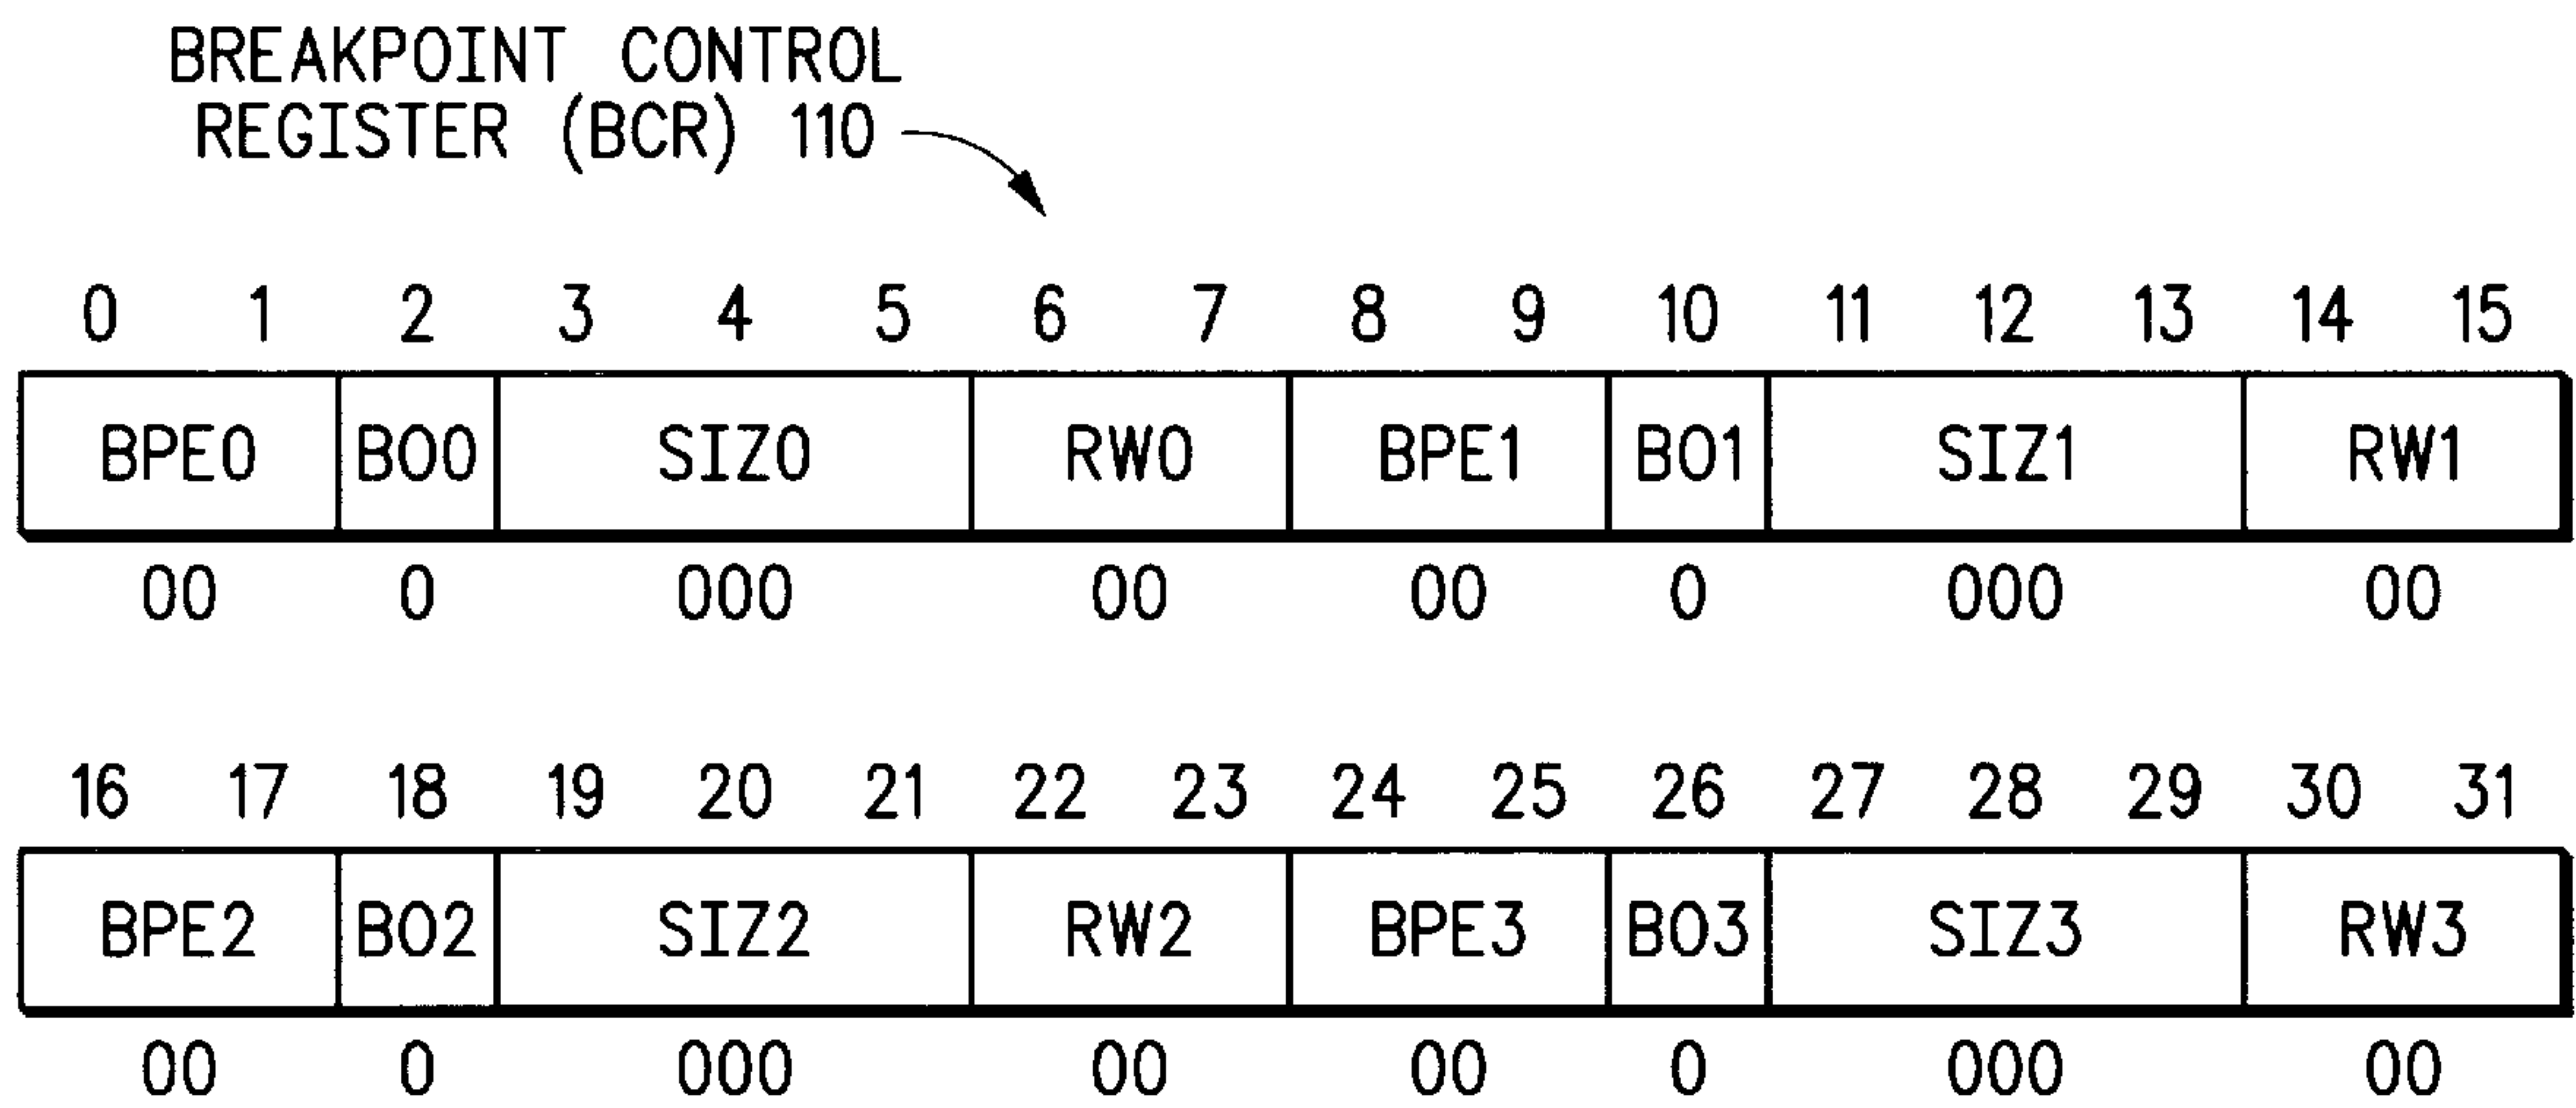 BREAKPOINT CONTROL
REGISTER (BCR) 110
0 1 2 3 4 5 6 7 8 9 10 11 12 13 14 15
BPE0 BO0 SIZ0 RW0 BPE1 BO1 SIZ1 RW1
00 0 000 00 00 0 000 00
16 17 18 19 20 21 22 23 24 25 26 27 28 29 30 31
BPE2 BO2 SIZ2 RW2 BPE3 BO3 SIZ3 RW3
00 0 000 00 00 0 000 00